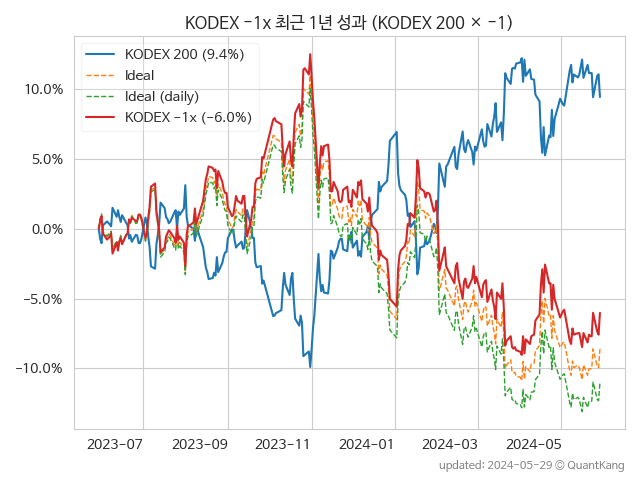 KODEX −1x 최근 1년 성과 (KODEX 200 × −1)
KODEX 200 (9.4%)
Ideal
Ideal (daily)
KODEX −1x (−6.0%)
10.0%
5.0%
0.0%
−5.0%
−10.0%
2023-07 2023-09 2023-11 2024-01 2024-03 2024-05
updated: 2024-05-29 © QuantKang